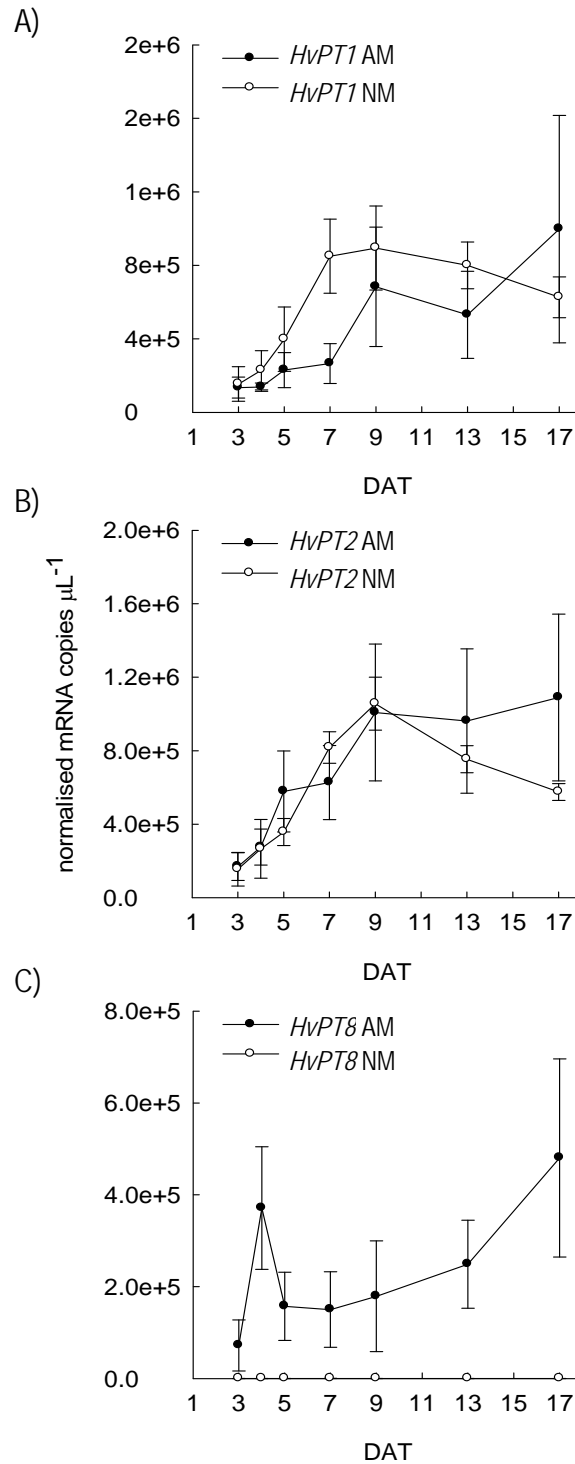 A)
2e+6
2e+6
1e+6
8e+5
4e+5
0
HvPT1 AM
HvPT1 NM
1 3 5 7 9 11 13 15 17
DAT
B)
normalised mRNA copies µL-1
2.0e+6
1.6e+6
1.2e+6
8.0e+5
4.0e+5
0.0
HvPT2 AM
HvPT2 NM
1 3 5 7 9 11 13 15 17
DAT
C)
8.0e+5
6.0e+5
4.0e+5
2.0e+5
0.0
HvPT8 AM
HvPT8 NM
1 3 5 7 9 11 13 15 17
DAT